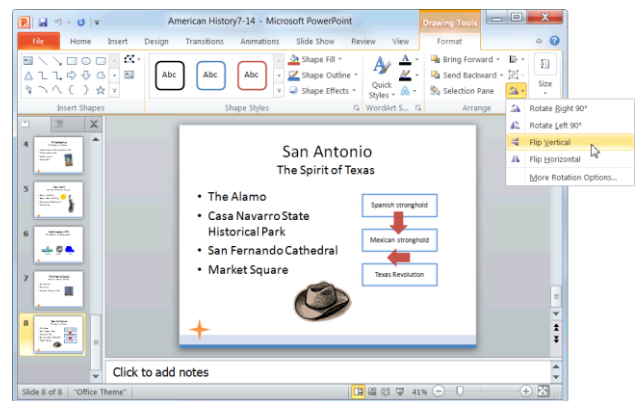 American History7-14 - Microsoft PowerPoint
Drawing Tools
File Home Insert Design Transitions Animations Slide Show Review View Format
Abc Abc Abc
Shape Fill
Shape Outline
Shape Effects
Quick Styles
Bring Forward
Send Backward
Selection Pane
Size
Insert Shapes Shape Styles WordArt S... Arrange
Rotate Right 90°
Rotate Left 90°
Flip Vertical
Flip Horizontal
More Rotation Options...
4
5
6
7
8
San Antonio
The Spirit of Texas
• The Alamo
• Casa Navarro State
Historical Park
• San Fernando Cathedral
• Market Square
Spanish stronghold
Mexican stronghold
Texas Revolution
Click to add notes
Slide 8 of 8 "Office Theme" 41%